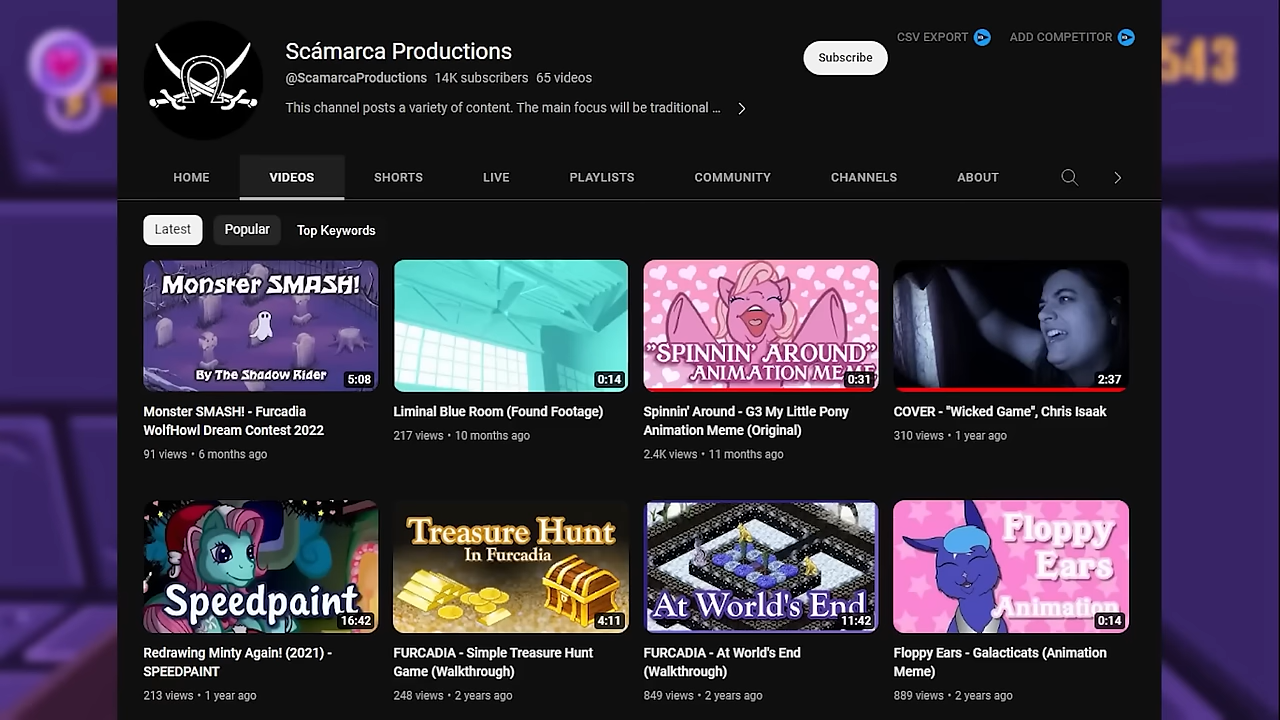 543
Scámarca Productions
CSV EXPORT
ADD COMPETITOR
Subscribe
@ScamarcaProductions 14K subscribers 65 videos
This channel posts a variety of content. The main focus will be traditional ...
HOME VIDEOS SHORTS LIVE PLAYLISTS COMMUNITY CHANNELS ABOUT
Latest Popular Top Keywords
Monster SMASH!
By The Shadow Rider
5:08
0:14
"SPINNIN' AROUND"
ANIMATION MEME
0:31
2:37
Monster SMASH! - Furcadia
WolfHowl Dream Contest 2022
91 views • 6 months ago
Liminal Blue Room (Found Footage)
217 views • 10 months ago
Spinnin' Around - G3 My Little Pony
Animation Meme (Original)
2.4K views • 11 months ago
COVER - "Wicked Game", Chris Isaak
310 views • 1 year ago
Speedpaint
16:42
Treasure Hunt
In Furcadia
4:11
At World's End
11:42
Floppy
Ears
Animation
0:14
Redrawing Minty Again! (2021) -
SPEEDPAINT
213 views • 1 year ago
FURCADIA - Simple Treasure Hunt
Game (Walkthrough)
248 views • 2 years ago
FURCADIA - At World's End
(Walkthrough)
849 views • 2 years ago
Floppy Ears - Galacticats (Animation
Meme)
889 views • 2 years ago